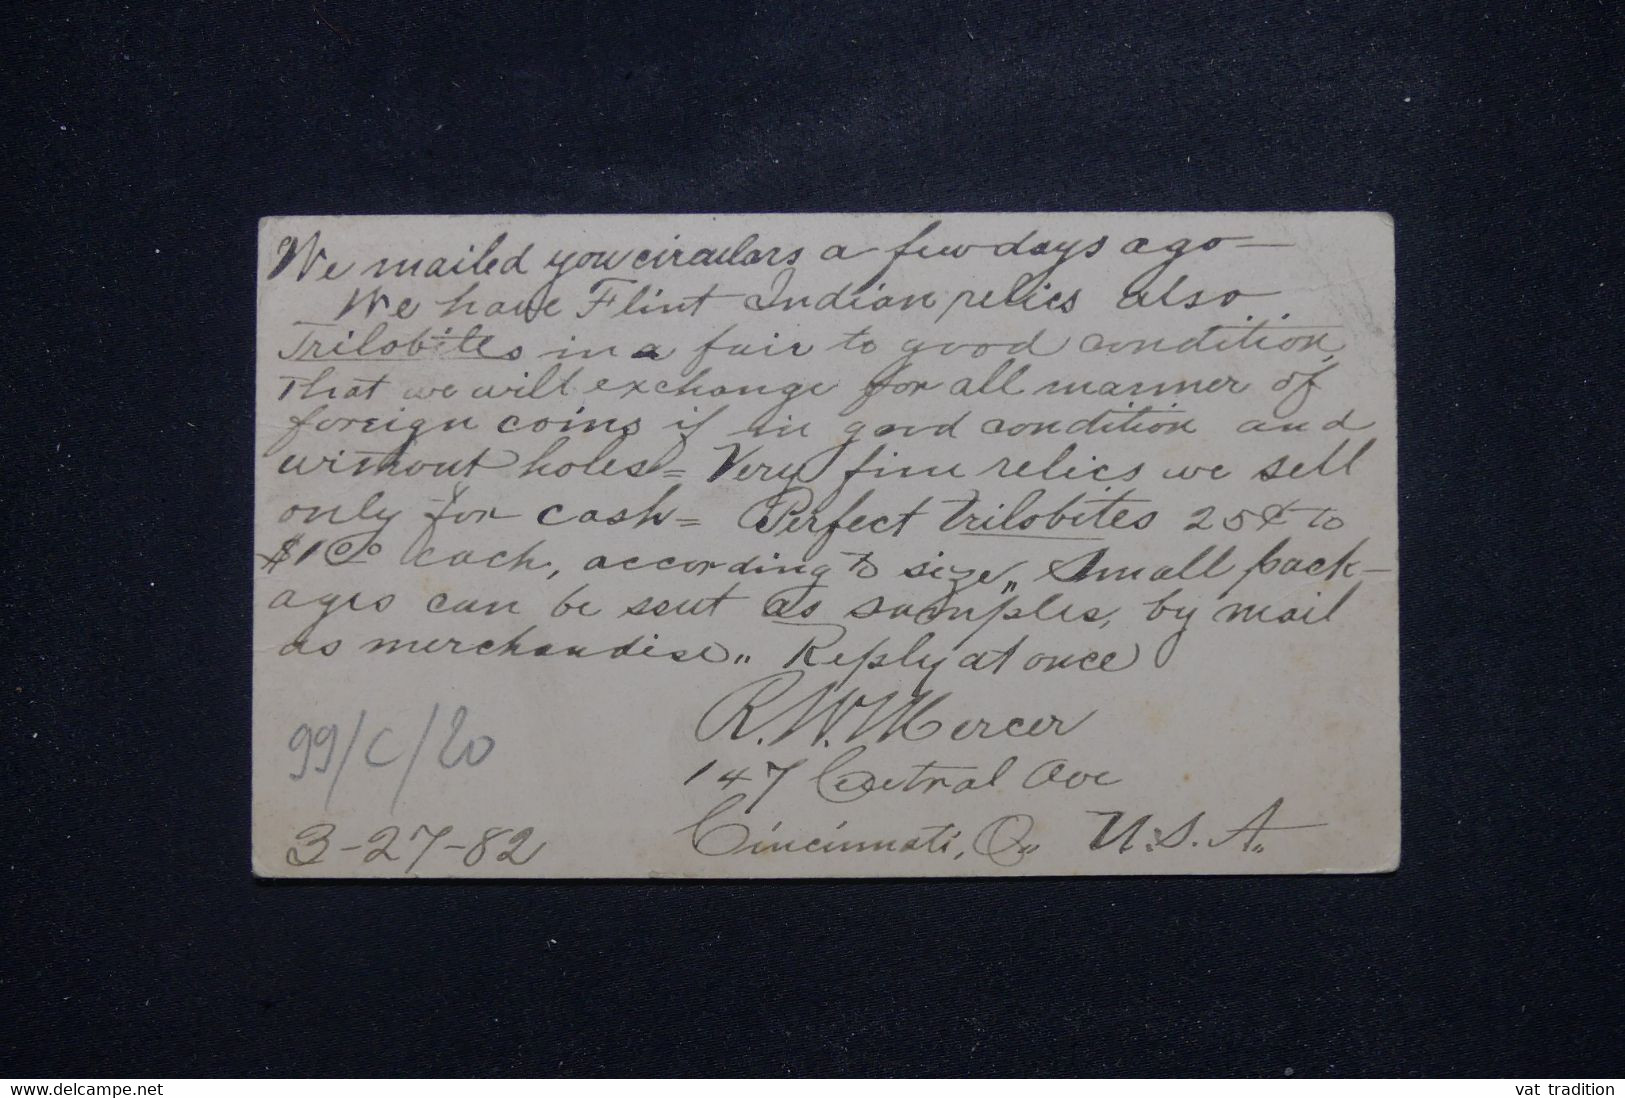 We mailed you circulars a few days ago—
We have Flint Indian relics also
Trilobites in a fair to good condition,
That we will exchange for all manner of
foreign coins if in good condition and
without holes = Very fine relics we sell
only for cash = Perfect trilobites 25¢ to
$1.00 each, according to size„ Small pack-
ages can be sent as samples, by mail
as merchandise„ Reply at once
R. W. Mercer
147 Central Ave
Cincinnati, O„ U.S.A„
99/C/20
3-27-82
www.delcampe.net
vat_tradition